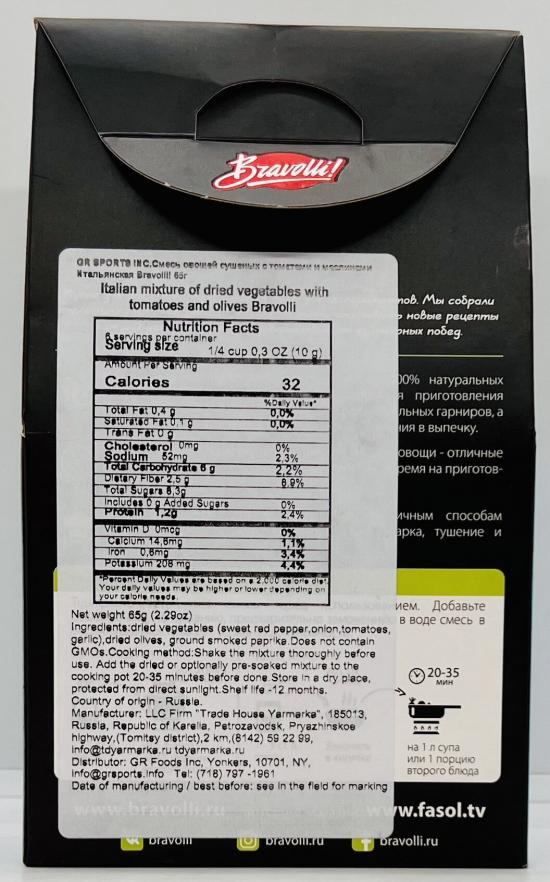 Bravolli!
GR SPORTS INC, Смесь овощей сушеных с томатами и маслинами
Итальянская Bravolli! 65г
Italian mixture of dried vegetables with
tomatoes and olives Bravolli
Nutrition Facts
6 servings per container
Serving size 1/4 cup 0,3 OZ (10 g)
Amount Per Serving
Calories 32
%Daily Value*
Total Fat 0,4 g 0,0%
Saturated Fat 0,1 g 0,0%
Trans Fat 0 g
Cholesterol 0mg 0%
Sodium 52mg 2,3%
Total Carbohydrate 6 g 2,2%
Dietary Fiber 2,5 g 8.9%
Total Sugars 5,3g
Includes 0 g Added Sugars 0%
Protein 1,2g 2,4%
Vitamin D 0mcg 0%
Calcium 14,6mg 1,1%
Iron 0,6mg 3,4%
Potassium 208 mg 4,4%
*Percent Daily Values are based on a 2,000 calorie diet.
Your daily values may be higher or lower depending on
your calorie needs.
Net weight 65g (2.29oz)
Ingredients:dried vegetables (sweet red pepper,onion,tomatoes,
garlic),dried olives, ground smoked paprika.Does not contain
GMOs.Cooking method:Shake the mixture thoroughly before
use. Add the dried or optionally pre-soaked mixture to the
cooking pot 20-35 minutes before done.Store in a dry place,
protected from direct sunlight.Shelf life -12 months.
Country of origin - Russia.
Manufacturer: LLC Firm "Trade House Yarmarka", 185013,
Russia, Republic of Karelia, Petrozavodsk, Pryazhinskoe
highway,(Tomitsy district),2 km,(8142) 59 22 99,
info@tdyarmarka.ru tdyarmarka.ru
Distributor: GR Foods Inc, Yonkers, 10701, NY,
info@grsports.info Tel: (718) 797 -1961
Date of manufacturing / best before: see in the field for marking
тов. Мы собрали
новые рецепты
рных побед.
00% натуральных
я приготовления
льных гарниров, а
ния в выпечку.
овощи - отличные
ремя на приготов-
ичным способам
арка, тушение и
ием. Добавьте
в воде смесь в
20-35
мин
на 1 л супа
или 1 порцию
второго блюда
www.bravolli.ru www.fasol.tv
bravolli bravolli.ru bravolli.ru